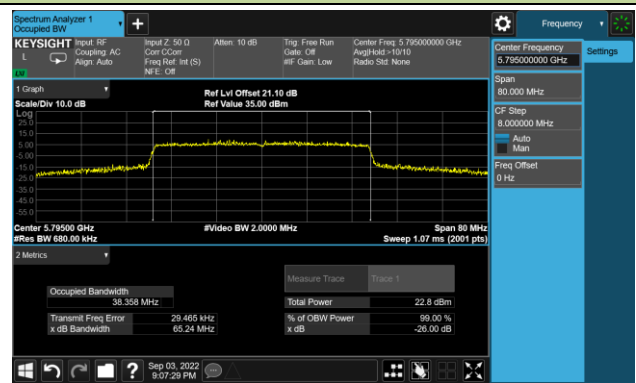 Spectrum Analyzer 1
Occupied BW
+
Frequency
KEYSIGHT
L
LU
Input: RF
Coupling: AC
Align: Auto
Input Z: 50 Ω
Corr CCorr
Freq Ref: Int (S)
NFE: Off
Atten: 10 dB
Trig: Free Run
Gate: Off
#IF Gain: Low
Center Freq: 5.795000000 GHz
Avg|Hold:>10/10
Radio Std: None
Center Frequency
5.795000000 GHz
Settings
Span
80.000 MHz
CF Step
8.000000 MHz
Auto
Man
Freq Offset
0 Hz
1 Graph
Scale/Div 10.0 dB
Ref Lvl Offset 21.10 dB
Ref Value 35.00 dBm
Log
25.0
15.0
5.00
-5.00
-15.0
-25.0
-35.0
-45.0
-55.0
Center 5.79500 GHz
#Video BW 2.0000 MHz
Span 80 MHz
#Res BW 680.00 kHz
Sweep 1.07 ms (2001 pts)
2 Metrics
Measure Trace
Trace 1
Occupied Bandwidth
38.358 MHz
Total Power
22.8 dBm
Transmit Freq Error
29.465 kHz
% of OBW Power
99.00 %
x dB Bandwidth
65.24 MHz
x dB
-26.00 dB
?
Sep 03, 2022
9:07:29 PM